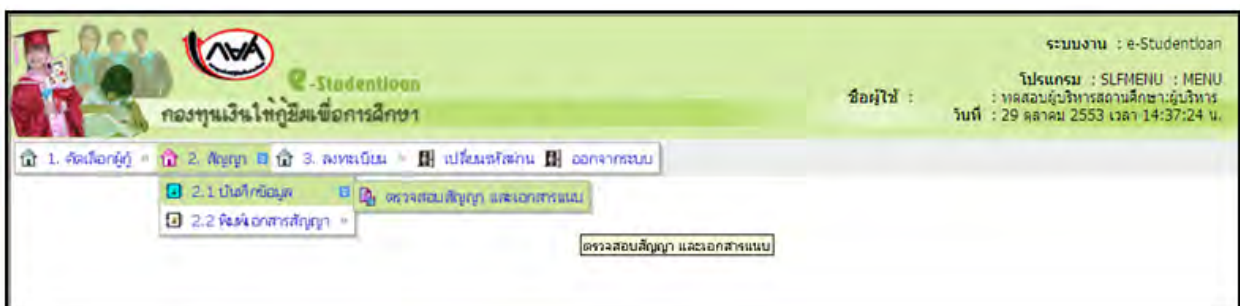 กยศ
ระบบงาน : e-Studentloan
e-Studentloan
โปรแกรม : SLFMENU : MENU
กองทุนเงินให้กู้ยืมเพื่อการศึกษา
ชื่อผู้ใช้ : : ทดสอบผู้บริหารสถานศึกษา:ผู้บริหาร
วันที่ : 29 ตุลาคม 2553 เวลา 14:37:24 น.
1. คัดเลือกผู้กู้ » 2. สัญญา 3. ลงทะเบียน » เปลี่ยนรหัสผ่าน ออกจากระบบ
2.1 บันทึกข้อมูล ตรวจสอบสัญญา และเอกสารแนบ
2.2 พิมพ์เอกสารสัญญา »
ตรวจสอบสัญญา และเอกสารแนบ